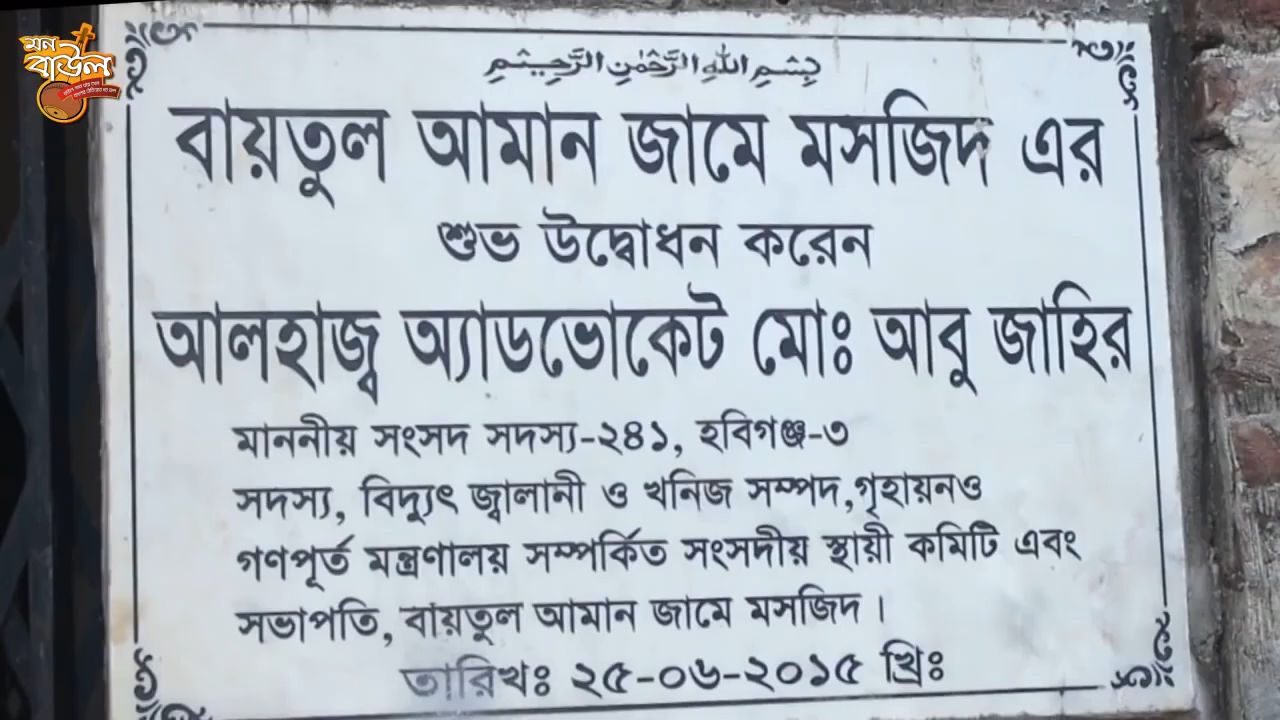 মন
বাউল
بِسْمِ اللهِ الرَّحْمٰنِ الرَّحِيْمِ
বায়তুল আমান জামে মসজিদ এর
শুভ উদ্বোধন করেন
আলহাজ্ব অ্যাডভোকেট মোঃ আবু জাহির
মাননীয় সংসদ সদস্য-২৪১, হবিগঞ্জ-৩
সদস্য, বিদ্যুৎ জ্বালানী ও খনিজ সম্পদ,গৃহায়নও
গণপূর্ত মন্ত্রণালয় সম্পর্কিত সংসদীয় স্থায়ী কমিটি এবং
সভাপতি, বায়তুল আমান জামে মসজিদ ।
তারিখঃ ২৫-০৬-২০১৫ খ্রিঃ